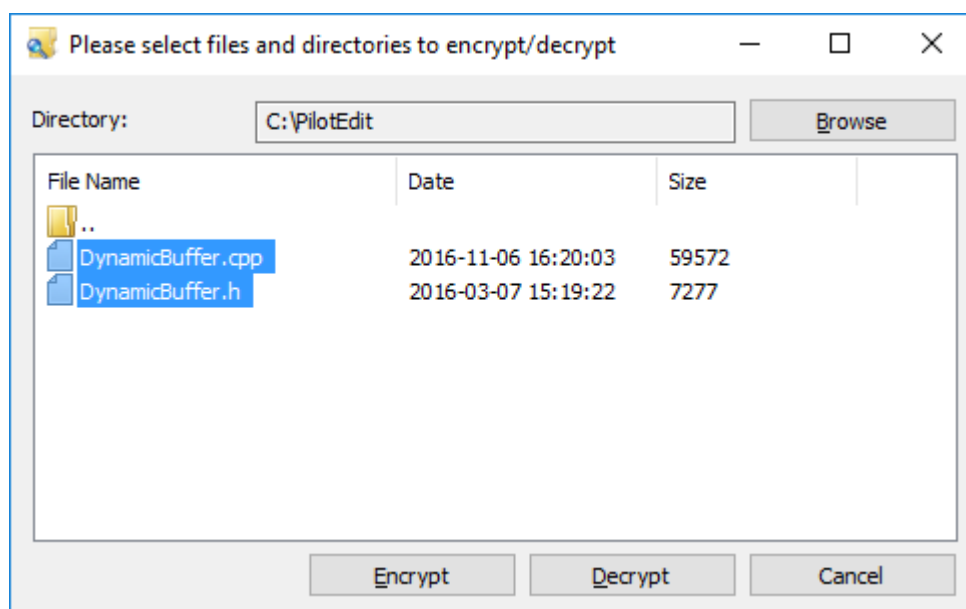 Please select files and directories to encrypt/decrypt
Directory: C:\PilotEdit Browse
File Name Date Size
..
DynamicBuffer.cpp 2016-11-06 16:20:03 59572
DynamicBuffer.h 2016-03-07 15:19:22 7277
Encrypt Decrypt Cancel